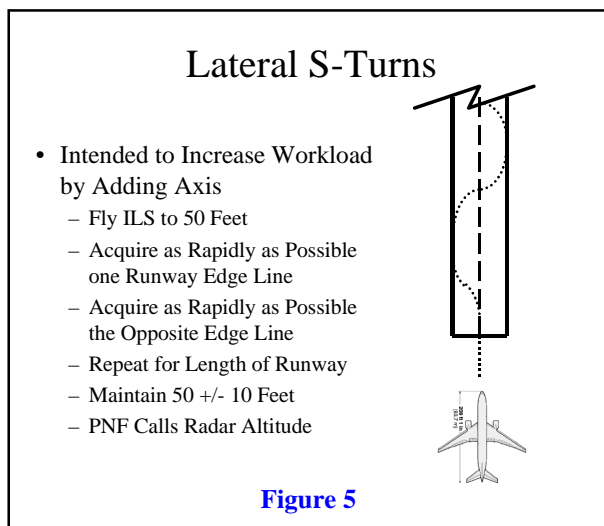 Lateral S-Turns
• Intended to Increase Workload
by Adding Axis
– Fly ILS to 50 Feet
– Acquire as Rapidly as Possible
one Runway Edge Line
– Acquire as Rapidly as Possible
the Opposite Edge Line
– Repeat for Length of Runway
– Maintain 50 +/- 10 Feet
– PNF Calls Radar Altitude
Figure 5